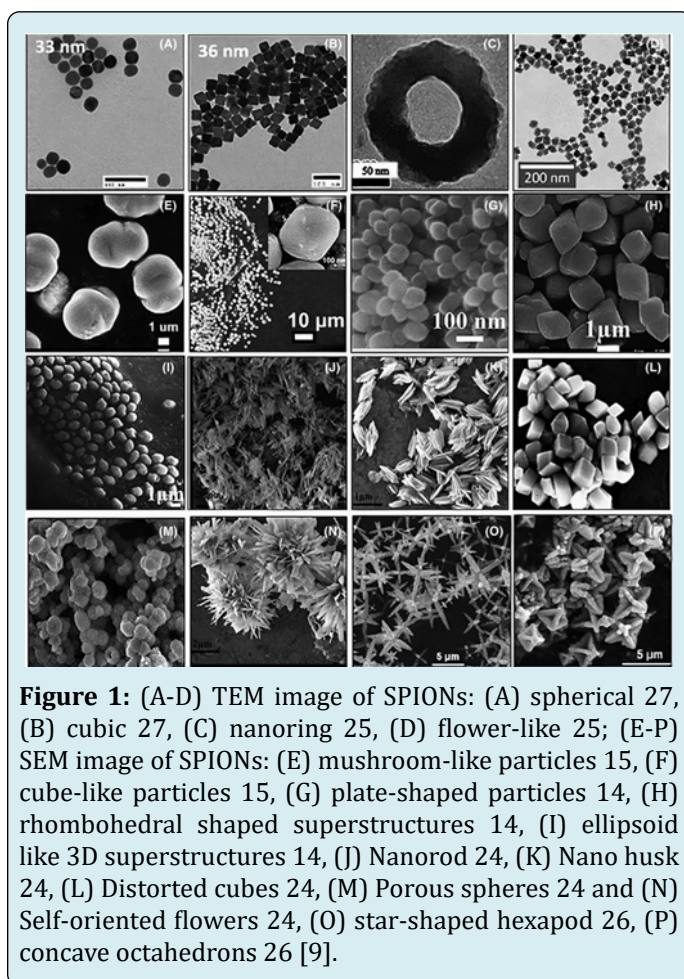 33 nm
(A)
36 nm
(B)
(C)
50 nm
(D)
200 nm
(E)
1 um
(F)
100 nm
10 µm
(G)
100 nm
(H)
1µm
(I)
1µm
(J)
(K)
(L)
(M)
(N)
(O)
5 µm
(P)
5 µm
Figure 1: (A-D) TEM image of SPIONs: (A) spherical 27,
(B) cubic 27, (C) nanoring 25, (D) flower-like 25; (E-P)
SEM image of SPIONs: (E) mushroom-like particles 15, (F)
cube-like particles 15, (G) plate-shaped particles 14, (H)
rhombohedral shaped superstructures 14, (I) ellipsoid
like 3D superstructures 14, (J) Nanorod 24, (K) Nano husk
24, (L) Distorted cubes 24, (M) Porous spheres 24 and (N)
Self-oriented flowers 24, (O) star-shaped hexapod 26, (P)
concave octahedrons 26 [9].